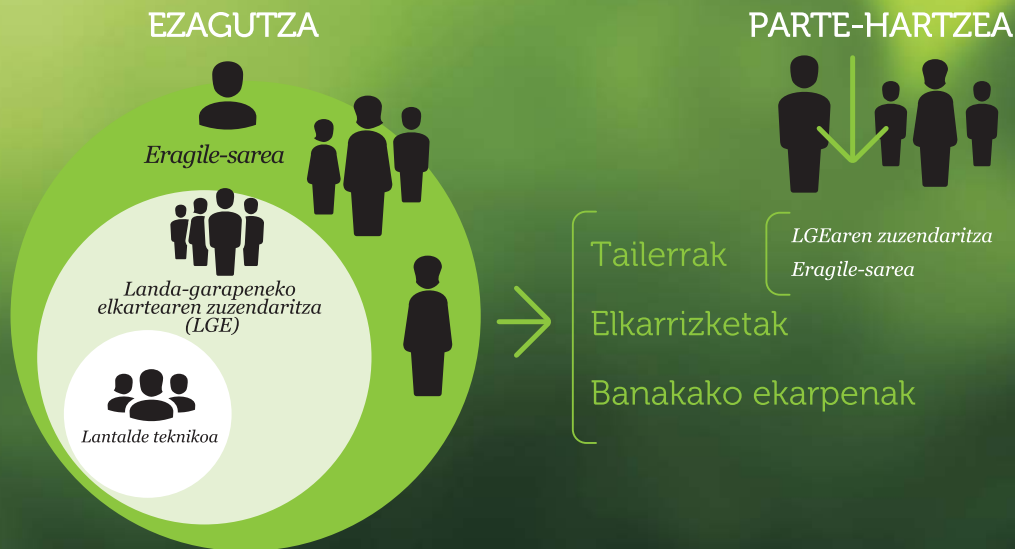 EZAGUTZA
PARTE-HARTZEA
Eragile-sarea
Landa-garapeneko
elkartearen zuzendaritza
(LGE)
Lantalde teknikoa
Tailerrak
LGEaren zuzendaritza
Eragile-sarea
Elkarrizketak
Banakako ekarpenak